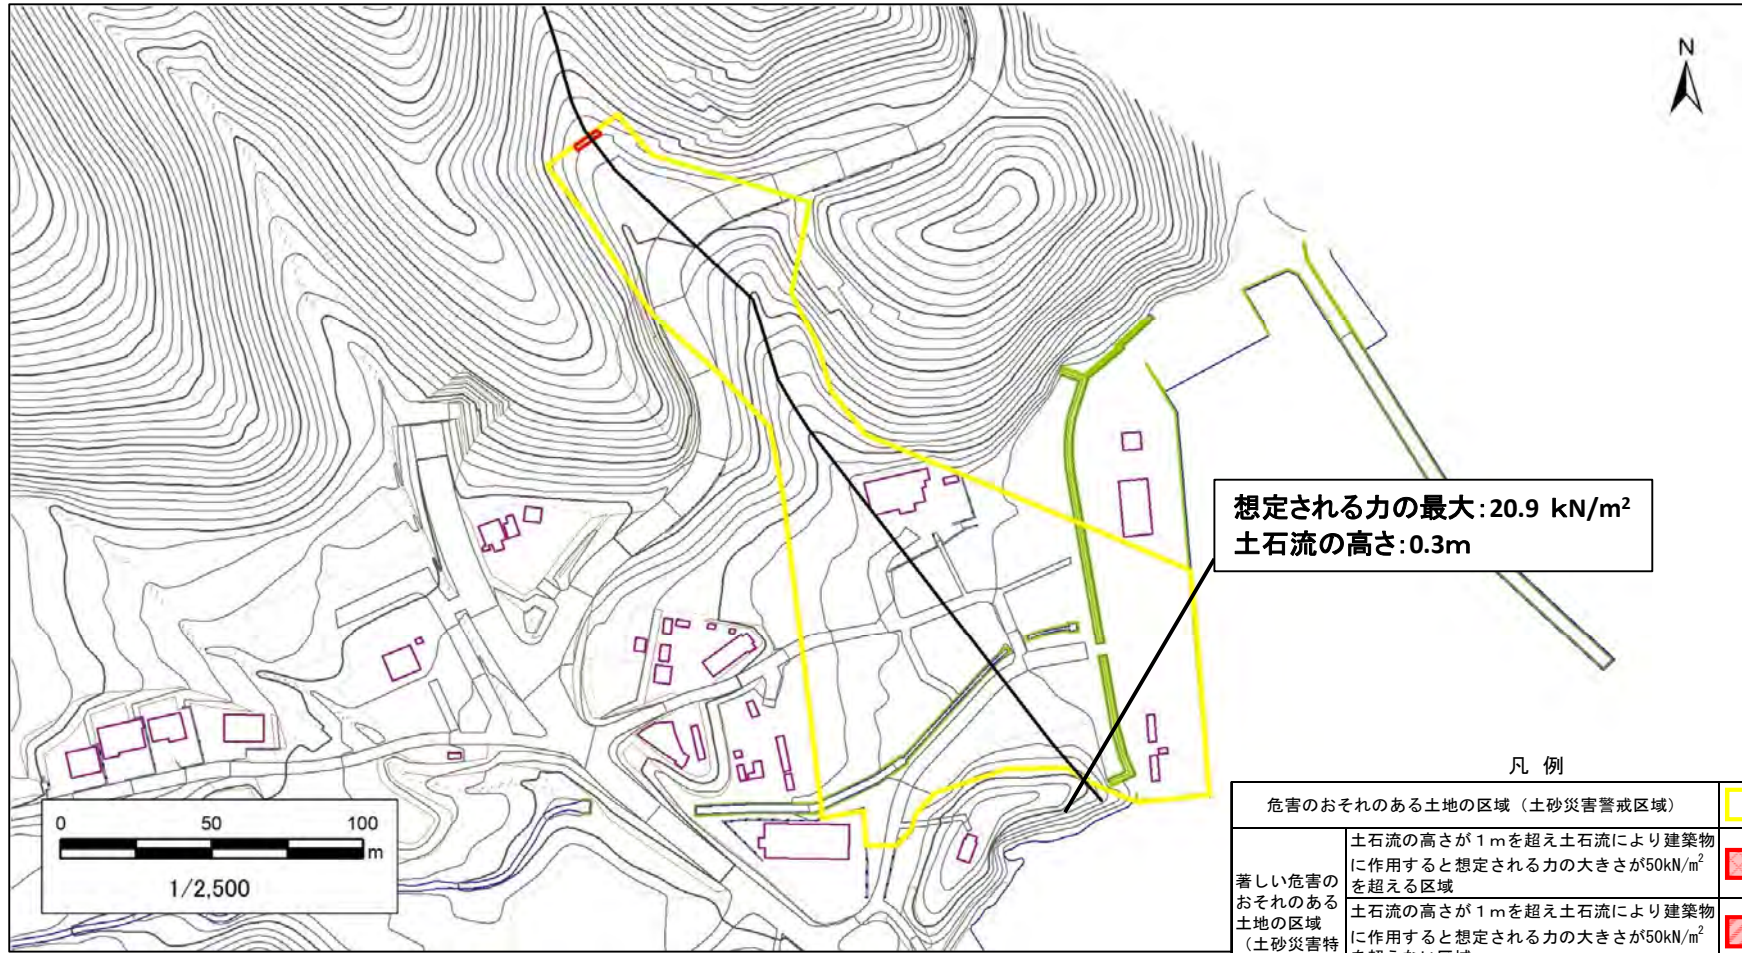 N
想定される力の最大：20.9 kN/m²
土石流の高さ：0.3m
0 50 100
m
1/2,500
凡 例
危害のおそれのある土地の区域（土砂災害警戒区域）
著しい危害の
おそれのある
土地の区域
（土砂災害特
土石流の高さが１ｍを超え土石流により建築物
に作用すると想定される力の大きさが50kN/m²
を超える区域
土石流の高さが１ｍを超え土石流により建築物
に作用すると想定される力の大きさが50kN/m²